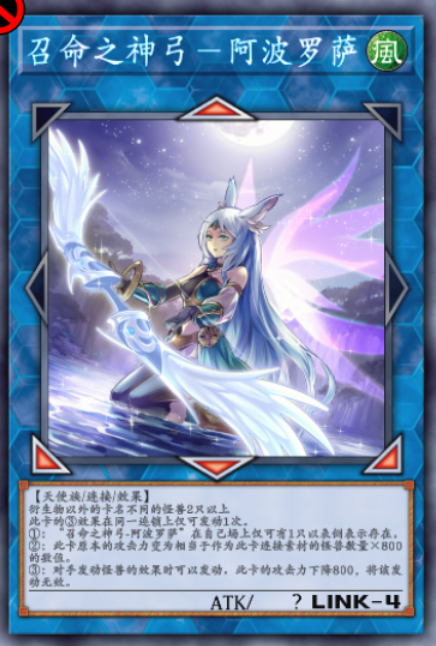 召命之神弓－阿波罗萨 風
【天使族/连接/效果】
衍生物以外的卡名不同的怪兽2只以上
此卡的③效果在同一连锁上仅可发动1次。
①："召命之神弓-阿波罗萨"在自己场上仅可有1只以表侧表示存在。
②：此卡原本的攻击力变为相当于作为此卡连接素材的怪兽数量×800
的数值。
③：对手发动怪兽的效果时可以发动，此卡的攻击力下降800，将该发
动无效。
ATK/ ? LINK-4